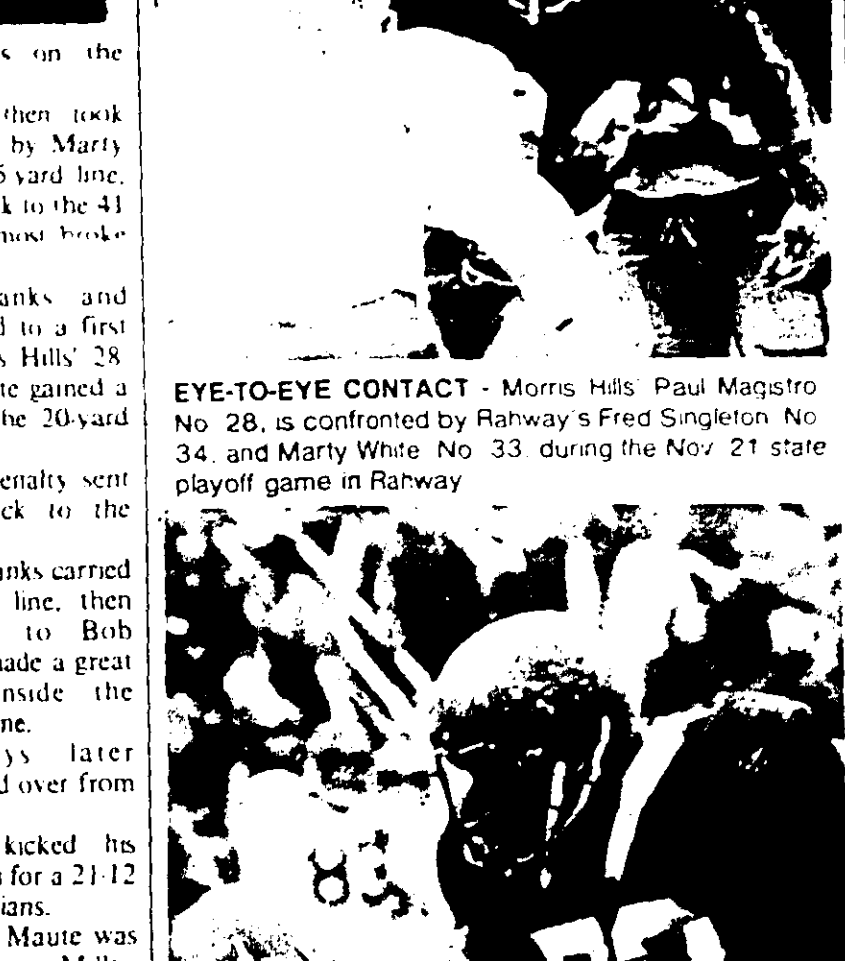 s on the
then took
by Marty
yard line,
k to the 41
most broke
anks and
d to a first
s Hills' 28
te gained a
he 20-yard
enalty sent
ck to the
anks carried
line, then
to Bob
nade a great
nside the
ne.
ys later
d over from
kicked his
for a 21-12
ians.
Maute was
EYE-TO-EYE CONTACT - Morris Hills' Paul Magistro
No 28, is confronted by Rahway's Fred Singleton No
34, and Marty White No 33, during the Nov 21 state
playoff game in Rahway